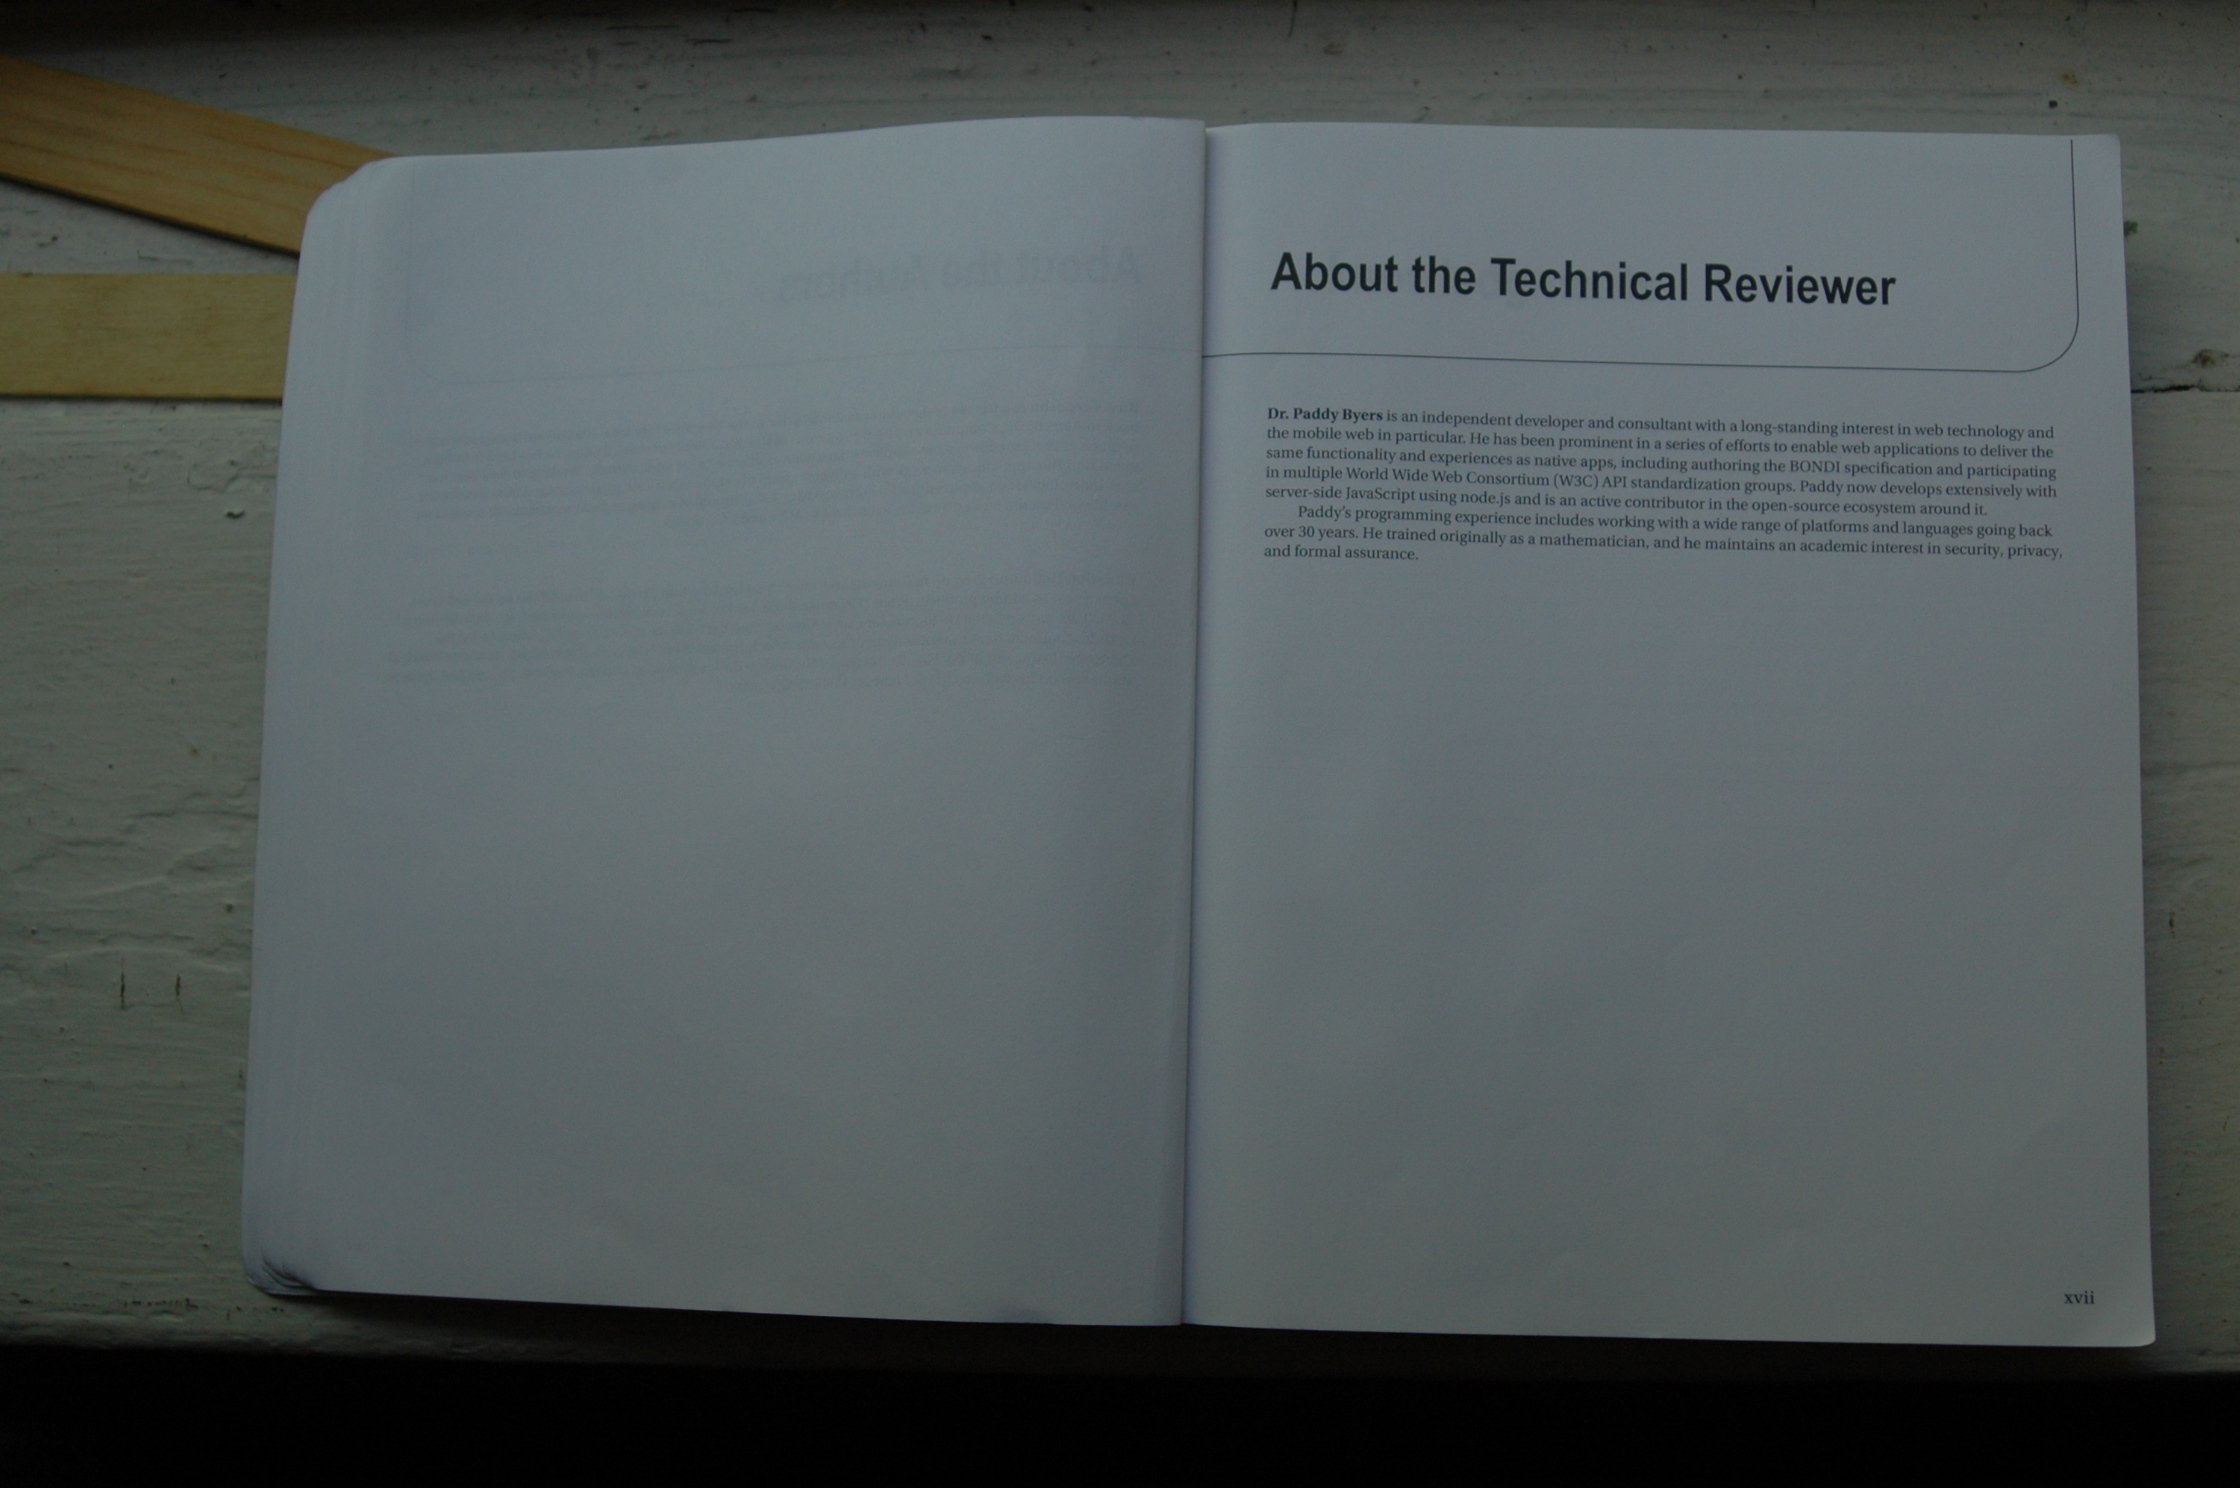 About the Technical Reviewer
Dr. Paddy Byers is an independent developer and consultant with a long-standing interest in web technology and
the mobile web in particular. He has been prominent in a series of efforts to enable web applications to deliver the
same functionality and experiences as native apps, including authoring the BONDI specification and participating
in multiple World Wide Web Consortium (W3C) API standardization groups. Paddy now develops extensively with
server-side JavaScript using node.js and is an active contributor in the open-source ecosystem around it.
Paddy's programming experience includes working with a wide range of platforms and languages going back
over 30 years. He trained originally as a mathematician, and he maintains an academic interest in security, privacy,
and formal assurance.
xvii